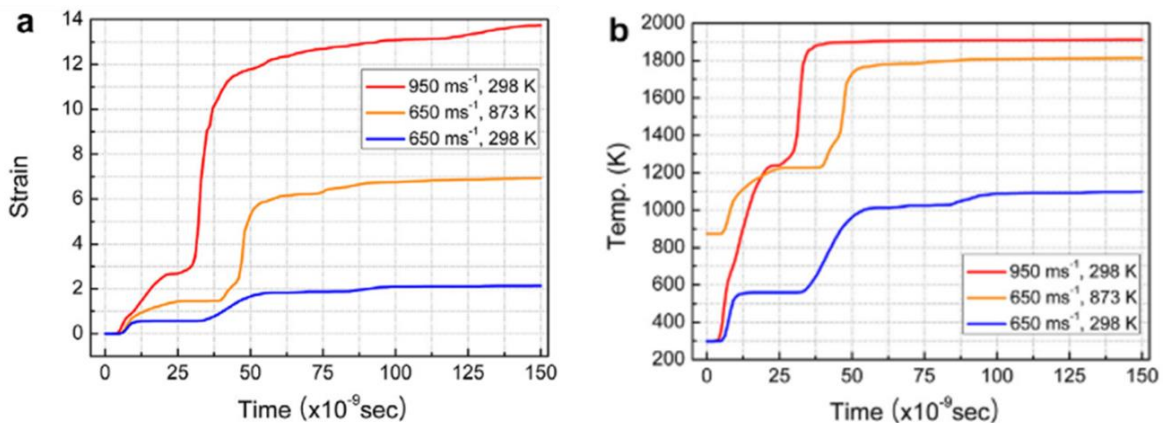 a
14
12
10
8
6
4
2
0
Strain
950 ms⁻¹, 298 K
650 ms⁻¹, 873 K
650 ms⁻¹, 298 K
0 25 50 75 100 125 150
Time (x10⁻⁹sec)
b
2000
1800
1600
1400
1200
1000
800
600
400
200
Temp. (K)
950 ms⁻¹, 298 K
650 ms⁻¹, 873 K
650 ms⁻¹, 298 K
0 25 50 75 100 125 150
Time (x10⁻⁹sec)